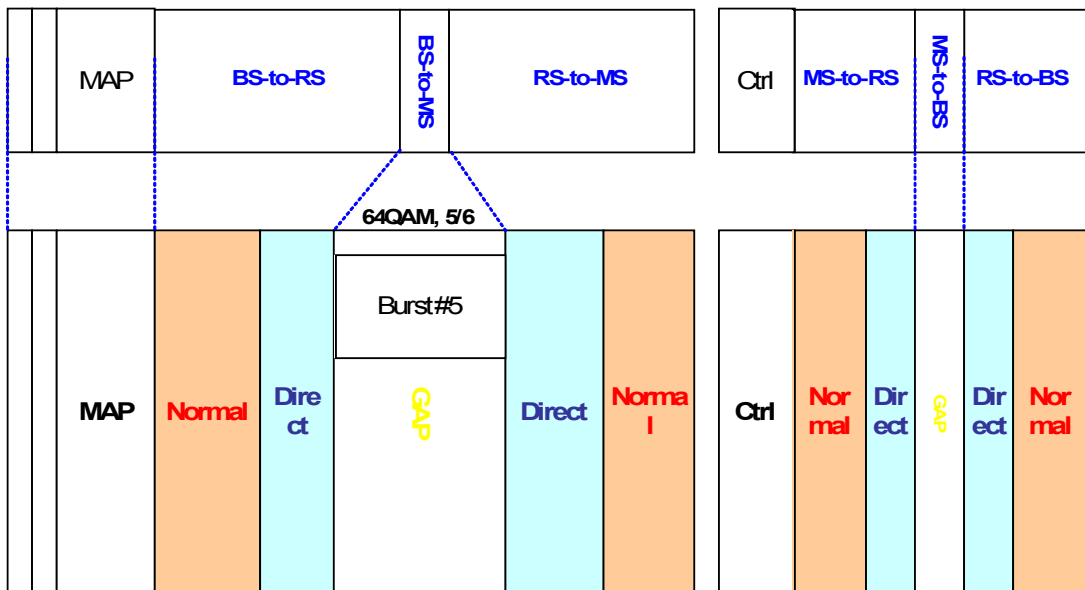 MAP
BS-to-RS
BS-to-MS
RS-to-MS
Ctrl
MS-to-RS
MS-to-BS
RS-to-BS
64QAM, 5/6
Burst #5
MAP
Normal
Dire
ct
GAP
Direct
Norma
l
Ctrl
Nor
mal
Dir
ect
GAP
Dir
ect
Nor
mal